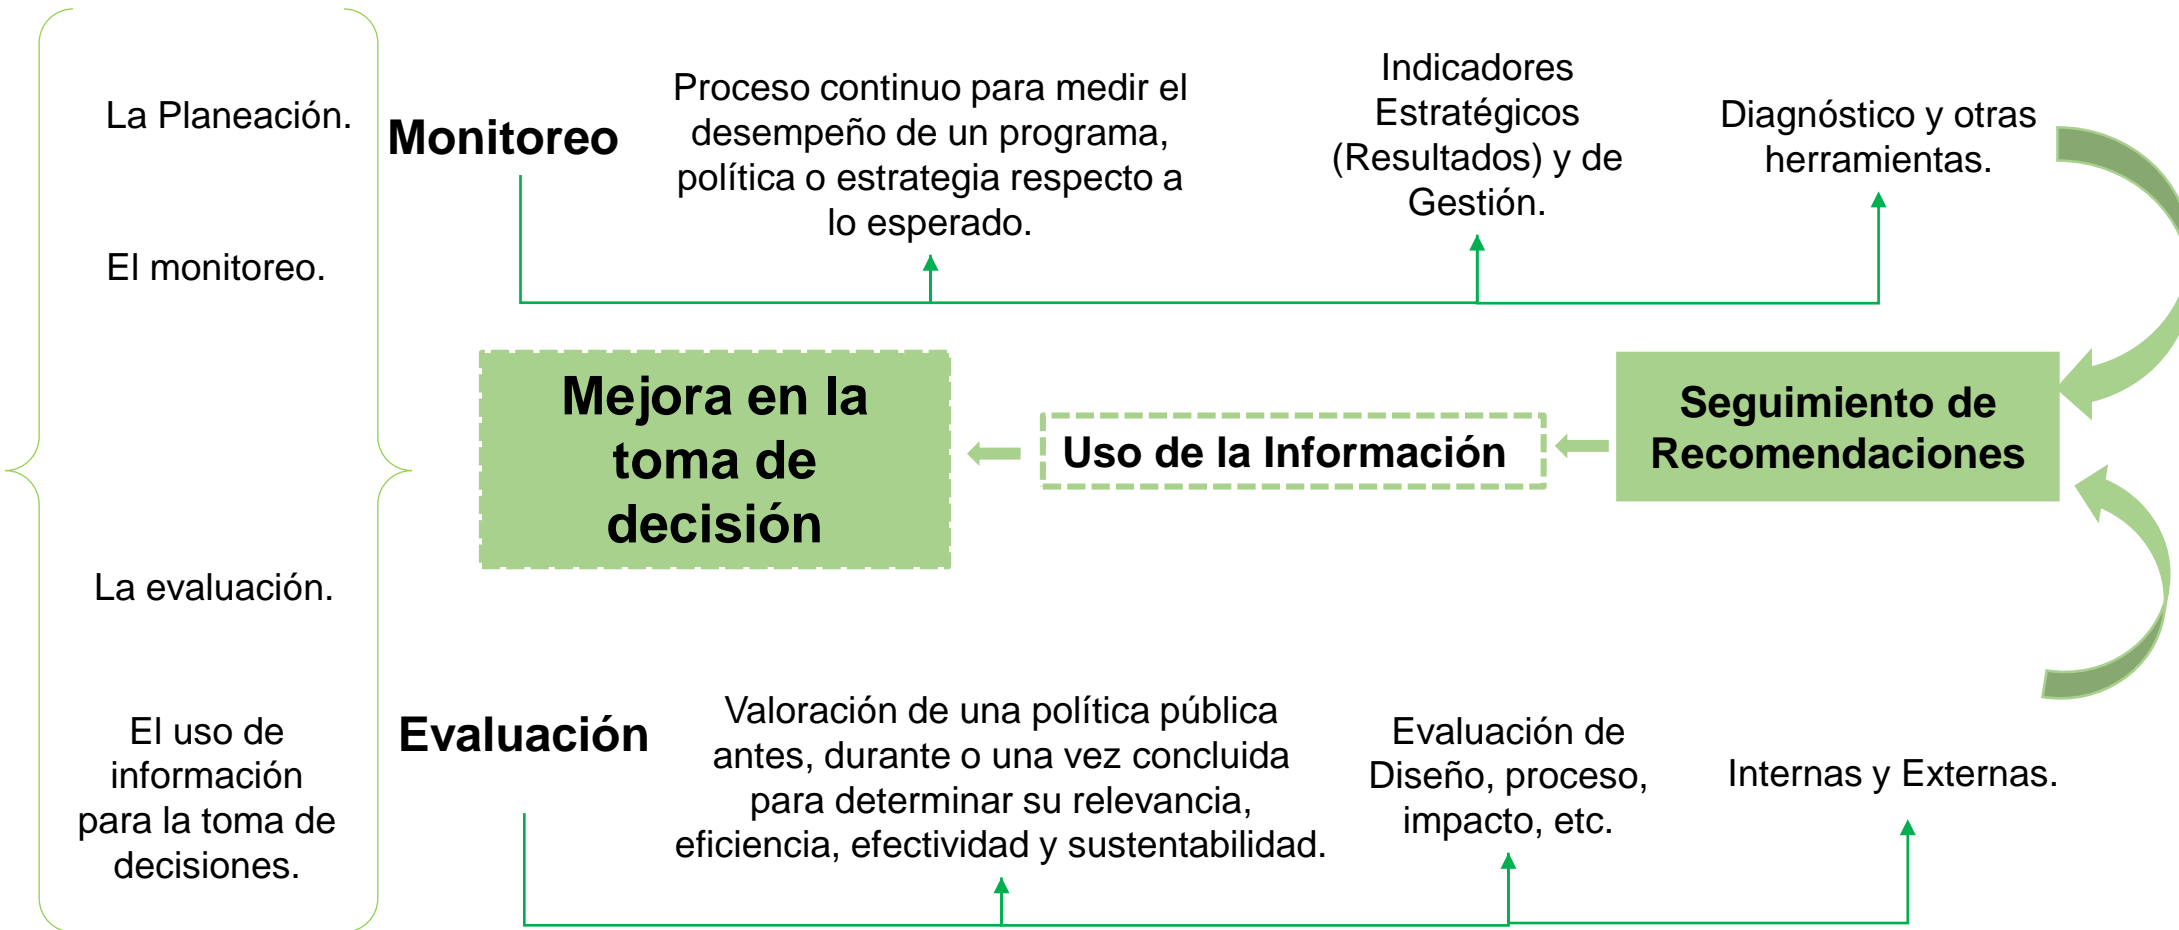 La Planeación.
El monitoreo.
La evaluación.
El uso de
información
para la toma de
decisiones.
Monitoreo
Proceso continuo para medir el
desempeño de un programa,
política o estrategia respecto a
lo esperado.
Indicadores
Estratégicos
(Resultados) y de
Gestión.
Diagnóstico y otras
herramientas.
Mejora en la
toma de
decisión
Uso de la Información
Seguimiento de
Recomendaciones
Evaluación
Valoración de una política pública
antes, durante o una vez concluida
para determinar su relevancia,
eficiencia, efectividad y sustentabilidad.
Evaluación de
Diseño, proceso,
impacto, etc.
Internas y Externas.